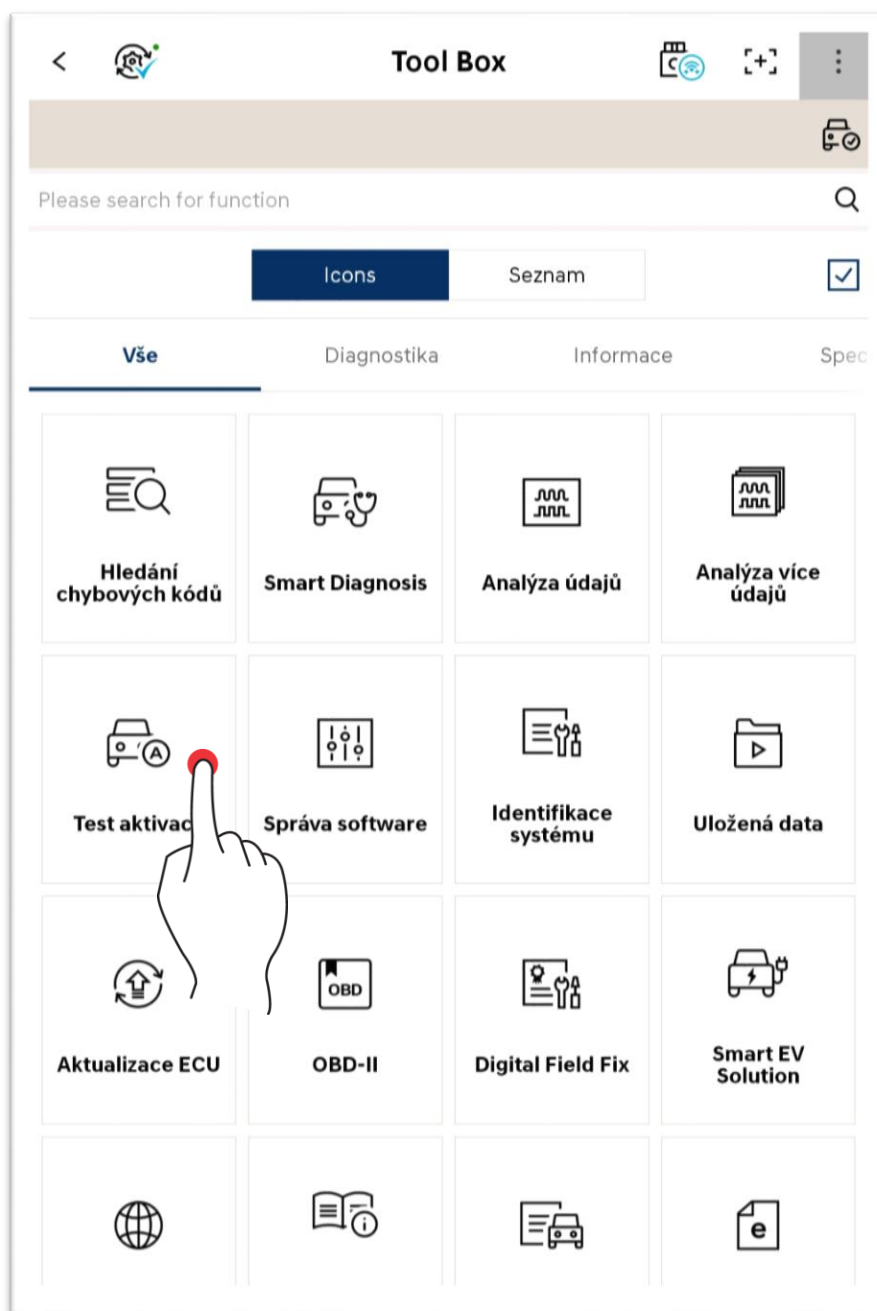 Tool Box
Please search for function
Icons
Seznam
Vše
Diagnostika
Informace
Spec
Hledání
chybových kódů
Smart Diagnosis
Analýza údajů
Analýza více
údajů
A
Test aktivac
Správa software
Identifikace
systému
Uložená data
OBD
Aktualizace ECU
OBD-II
Digital Field Fix
Smart EV
Solution
e